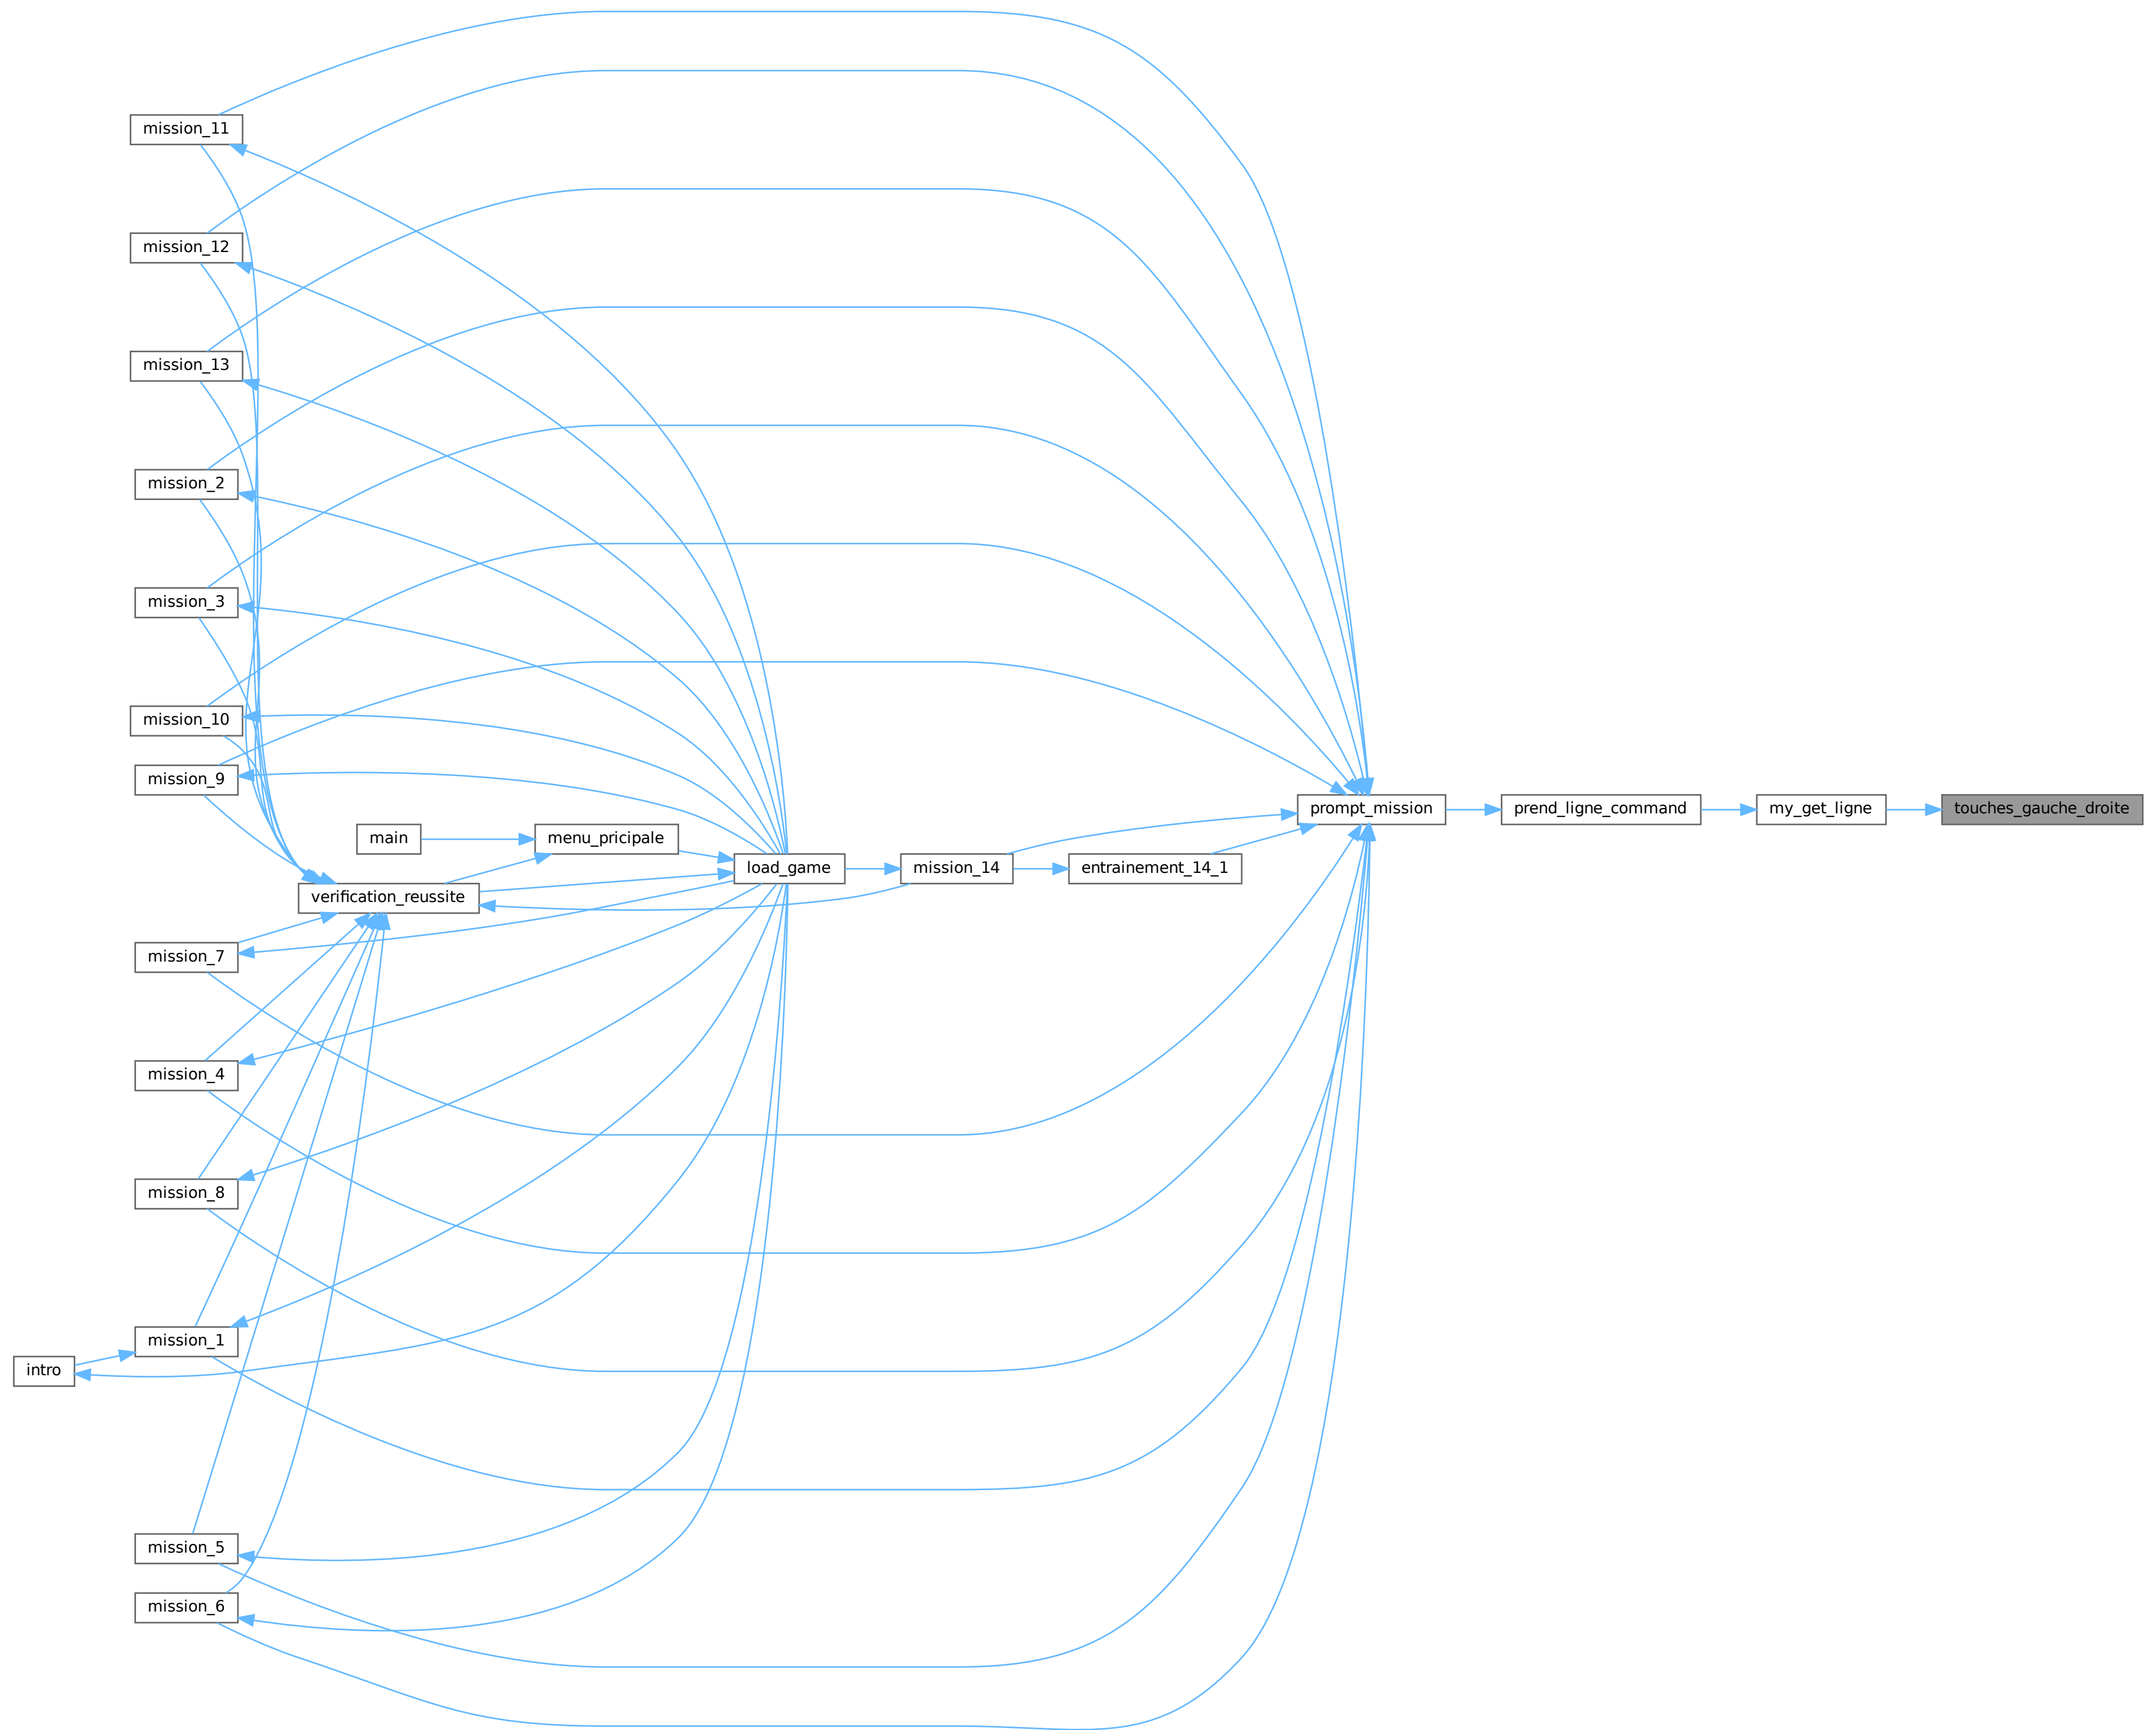 mission_11
mission_12
mission_13
mission_2
mission_3
mission_10
mission_9
main
menu_pricipale
load_game
verification_reussite
mission_14
entrainement_14_1
prompt_mission
prend_ligne_command
my_get_ligne
touches_gauche_droite
mission_7
mission_4
mission_8
mission_1
intro
mission_5
mission_6